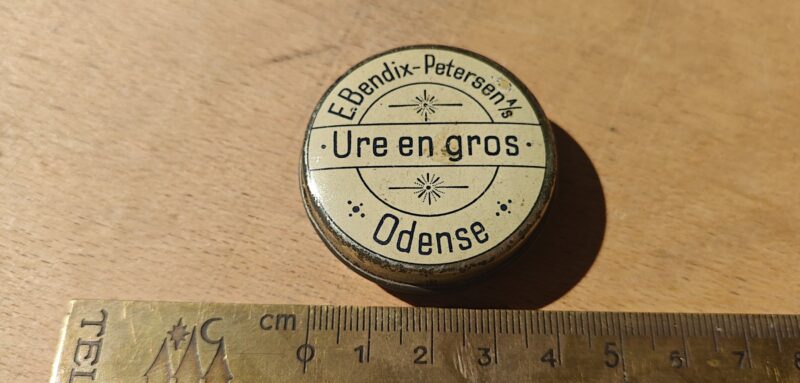 E. Bendix-Petersen A/S
· Ure en gros ·
Odense
cm
0 1 2 3 4 5 6 7 8